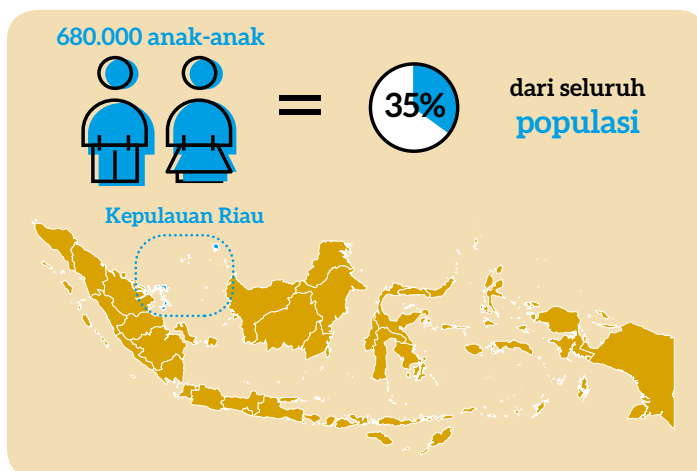 680.000 anak-anak
=
35%
dari seluruh
populasi
Kepulauan Riau